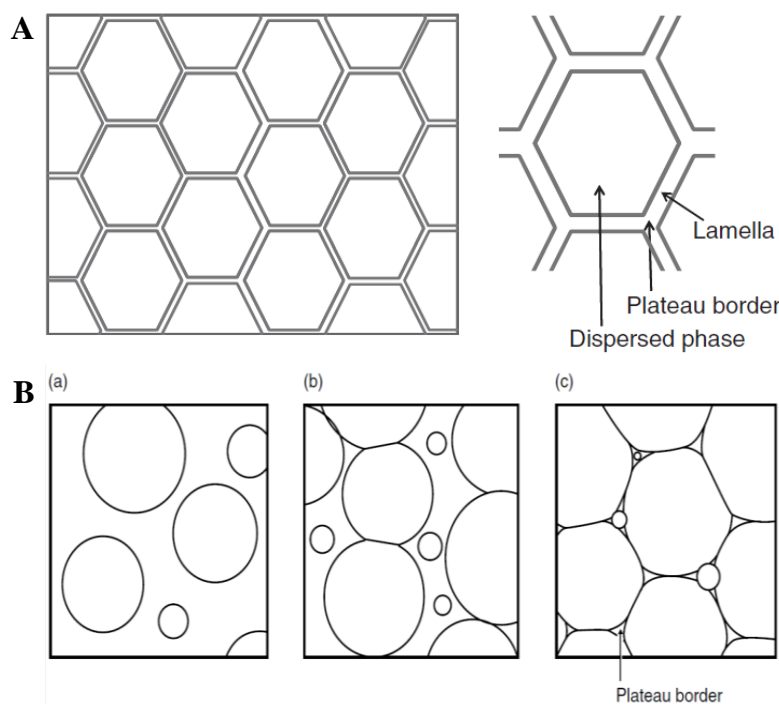 A
Lamella
Plateau border
Dispersed phase
B
(a)
(b)
(c)
Plateau border